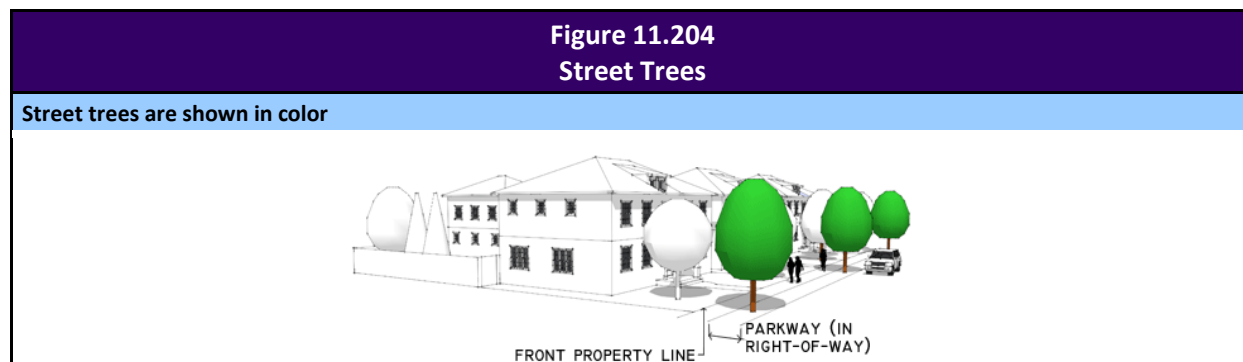 Figure 11.204
Street Trees
Street trees are shown in color
PARKWAY (IN
RIGHT-OF-WAY)
FRONT PROPERTY LINE